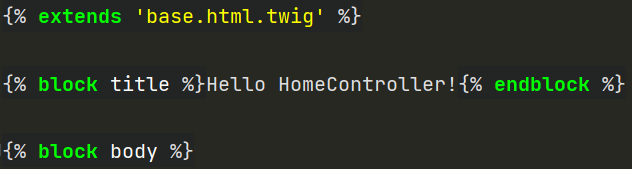 {% extends 'base.html.twig' %}
{% block title %}Hello HomeController!{% endblock %}
{% block body %}